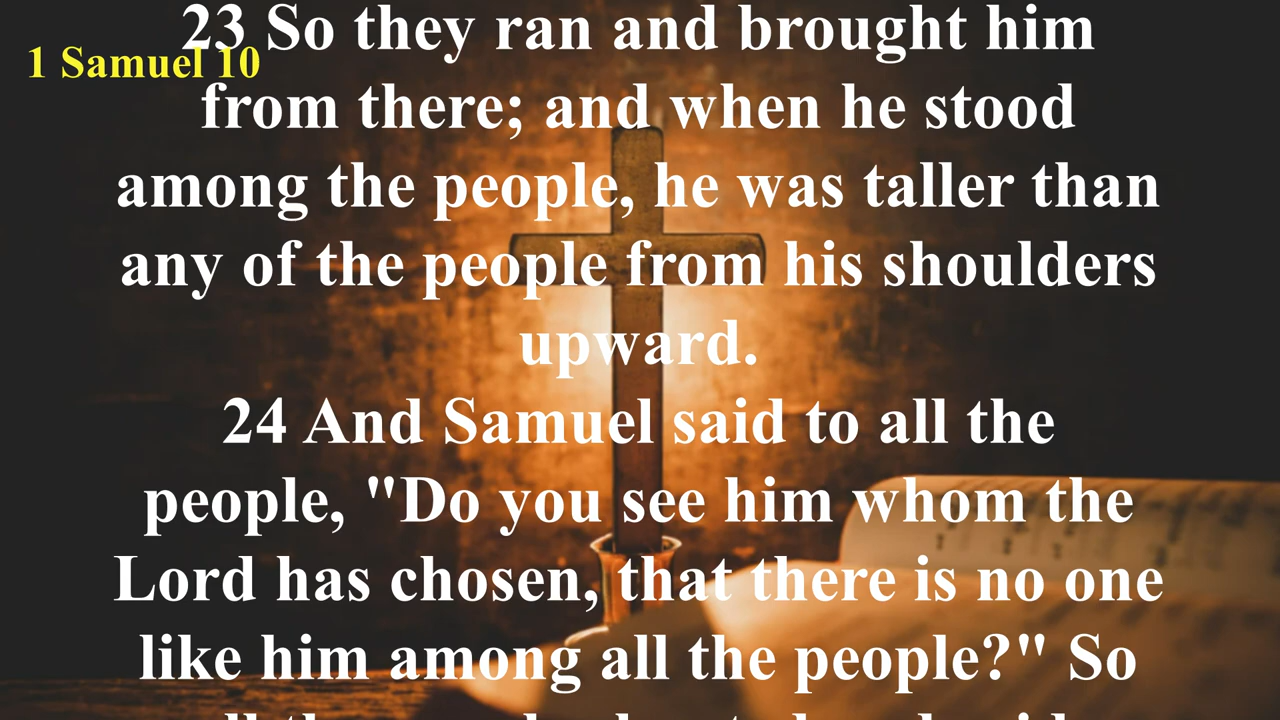 1 Samuel 10
23 So they ran and brought him
from there; and when he stood
among the people, he was taller than
any of the people from his shoulders
upward.
24 And Samuel said to all the
people, "Do you see him whom the
Lord has chosen, that there is no one
like him among all the people?" So